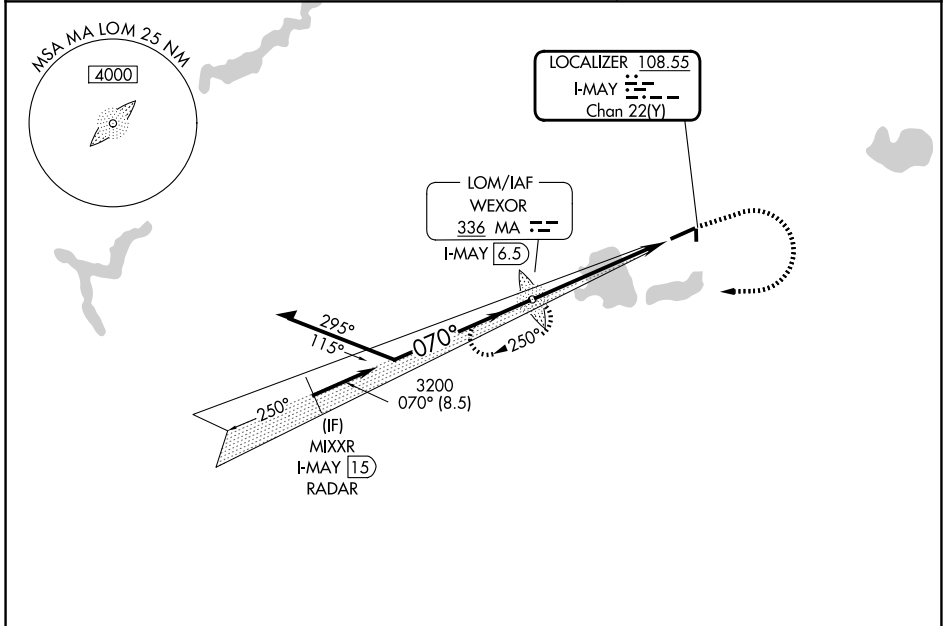 MSA MA LOM 25 NM
4000
LOCALIZER 108.55
I-MAY
Chan 22(Y)
LOM/IAF
WEXOR
336 MA
I-MAY 6.5
295°
115°
070°
250°
250°
3200
070° (8.5)
(IF)
MIXXR
I-MAY 15
RADAR